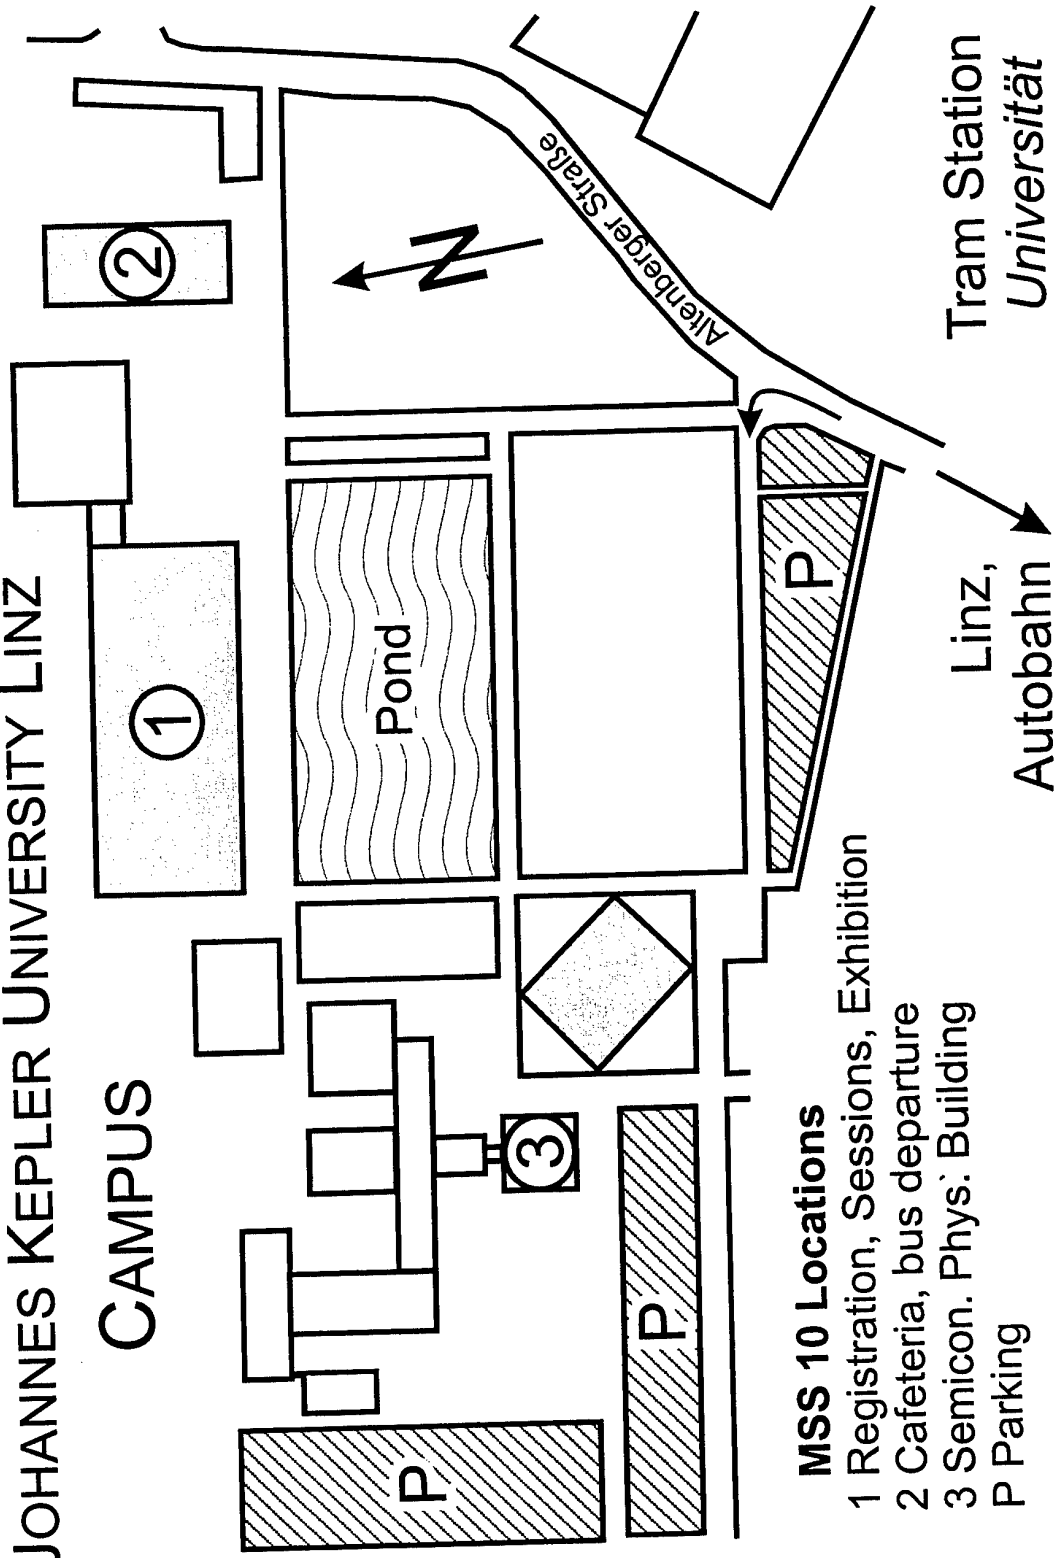 JOHANNES KEPLER UNIVERSITY LINZ
CAMPUS
2
1
N
Altenberger Straße
Pond
3
P
P
P
Tram Station
Universität
Linz,
Autobahn
MSS 10 Locations
1 Registration, Sessions, Exhibition
2 Cafeteria, bus departure
3 Semicon. Phys. Building
P Parking